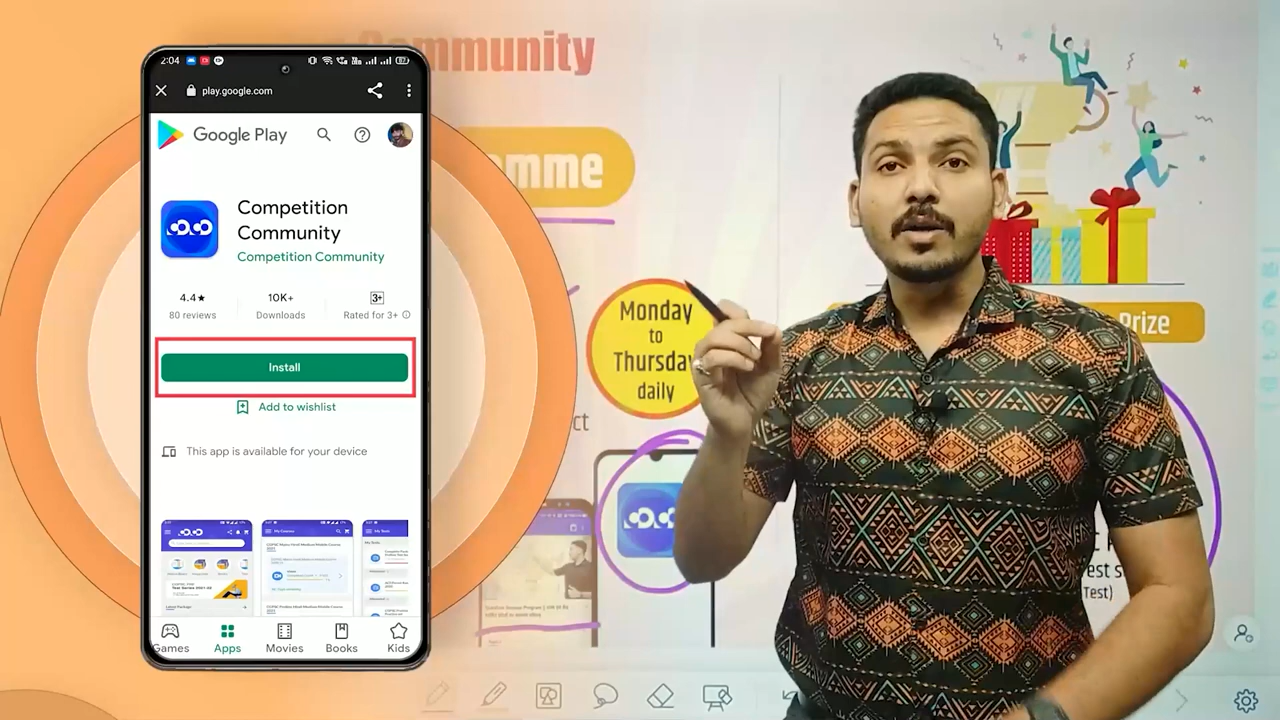 Community
mme
Monday
to
Thursday
daily
Prize
ct
Test)
2:04
play.google.com
Google Play
Competition
Community
Competition Community
4.4★
10K+
3+
80 reviews
Downloads
Rated for 3+
Install
Add to wishlist
This app is available for your device
My Courses
Games
Apps
Movies
Books
Kids